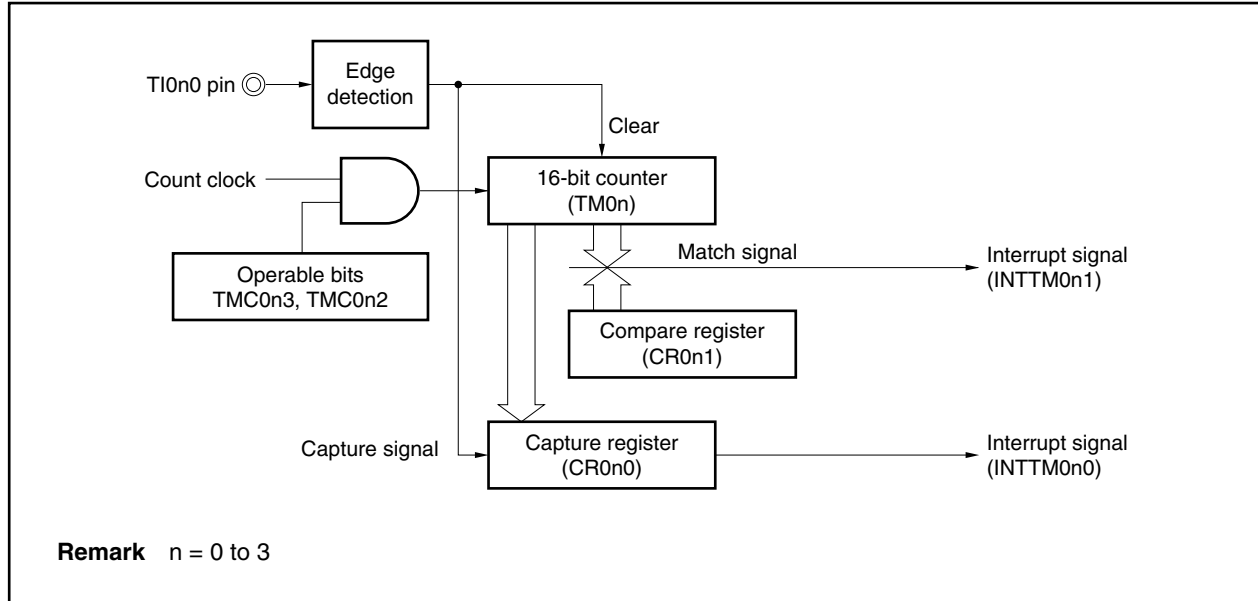 TI0n0 pin
Edge
detection
Clear
Count clock
16-bit counter
(TM0n)
Operable bits
TMC0n3, TMC0n2
Match signal
Interrupt signal
(INTTM0n1)
Compare register
(CR0n1)
Capture signal
Capture register
(CR0n0)
Interrupt signal
(INTTM0n0)
Remark n = 0 to 3